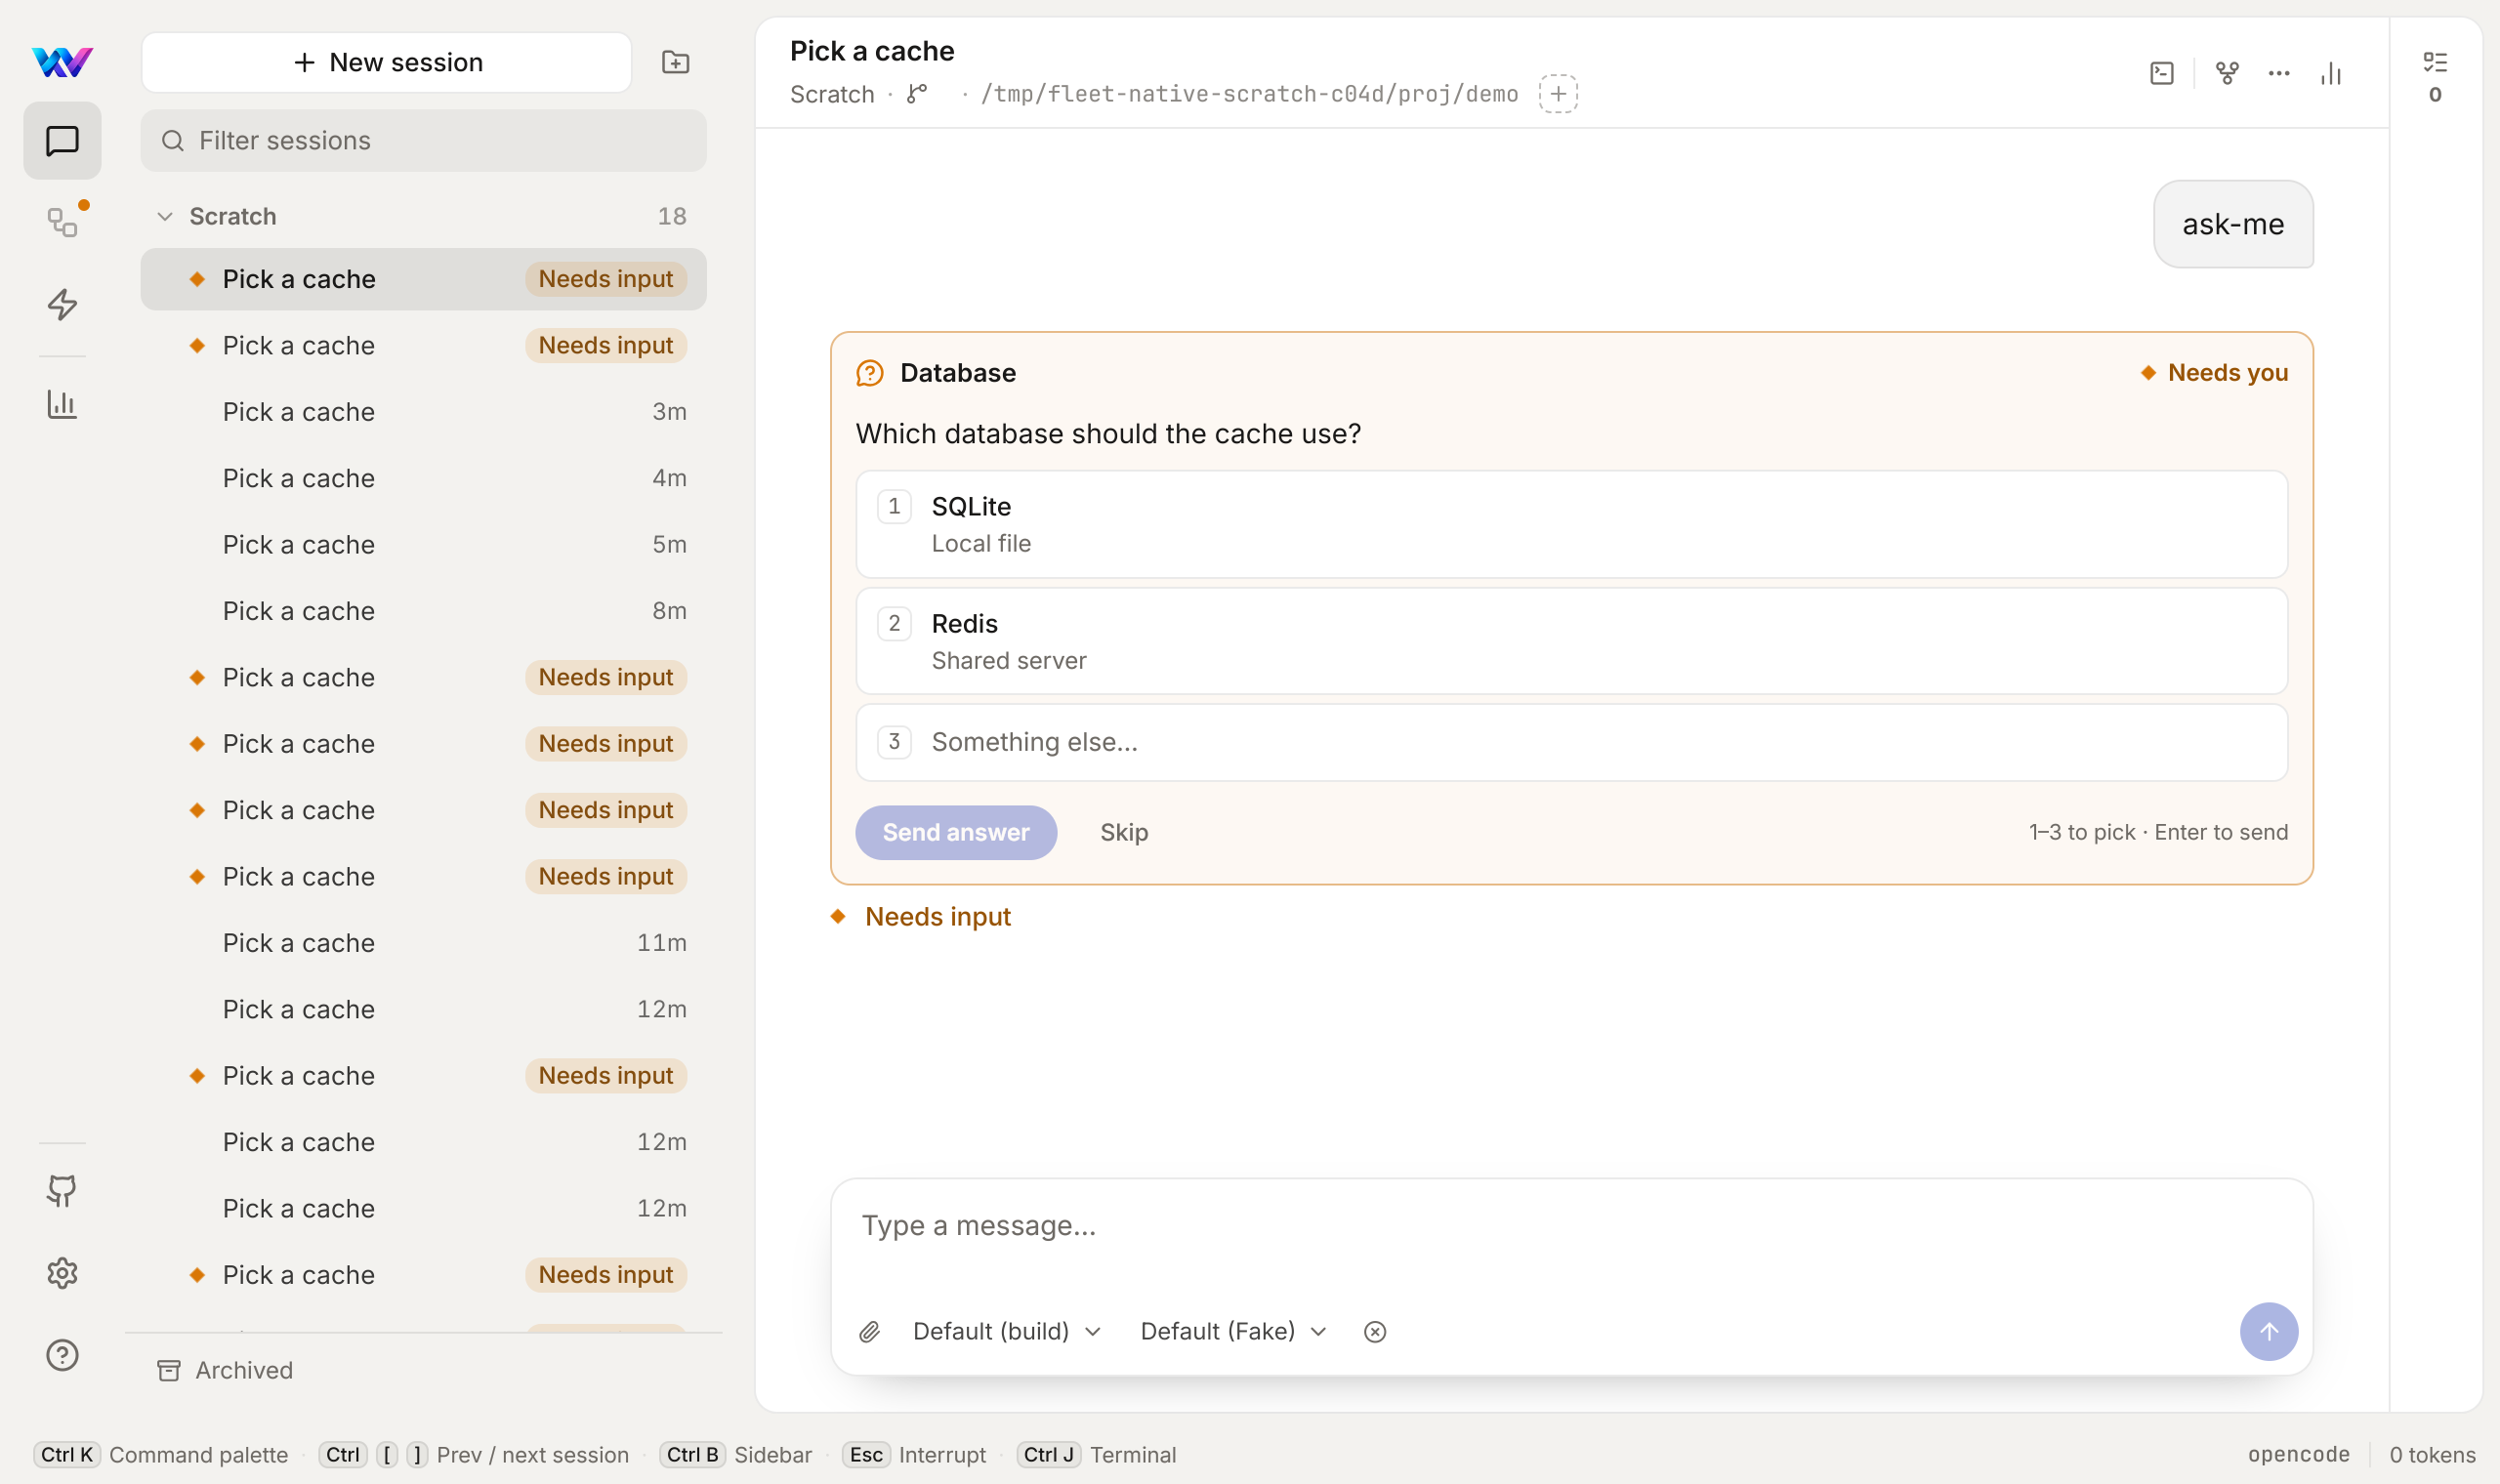 New session
Filter sessions
Scratch 18
Pick a cache Needs input
Pick a cache Needs input
Pick a cache 3m
Pick a cache 4m
Pick a cache 5m
Pick a cache 8m
Pick a cache Needs input
Pick a cache Needs input
Pick a cache Needs input
Pick a cache Needs input
Pick a cache 11m
Pick a cache 12m
Pick a cache Needs input
Pick a cache 12m
Pick a cache 12m
Pick a cache Needs input
Archived
Pick a cache
Scratch · · /tmp/fleet-native-scratch-c04d/proj/demo
0
ask-me
Database Needs you
Which database should the cache use?
1 SQLite
Local file
2 Redis
Shared server
3 Something else...
Send answer Skip 1–3 to pick · Enter to send
Needs input
Type a message...
Default (build) Default (Fake)
Ctrl K Command palette · Ctrl [ ] Prev / next session · Ctrl B Sidebar · Esc Interrupt · Ctrl J Terminal opencode 0 tokens